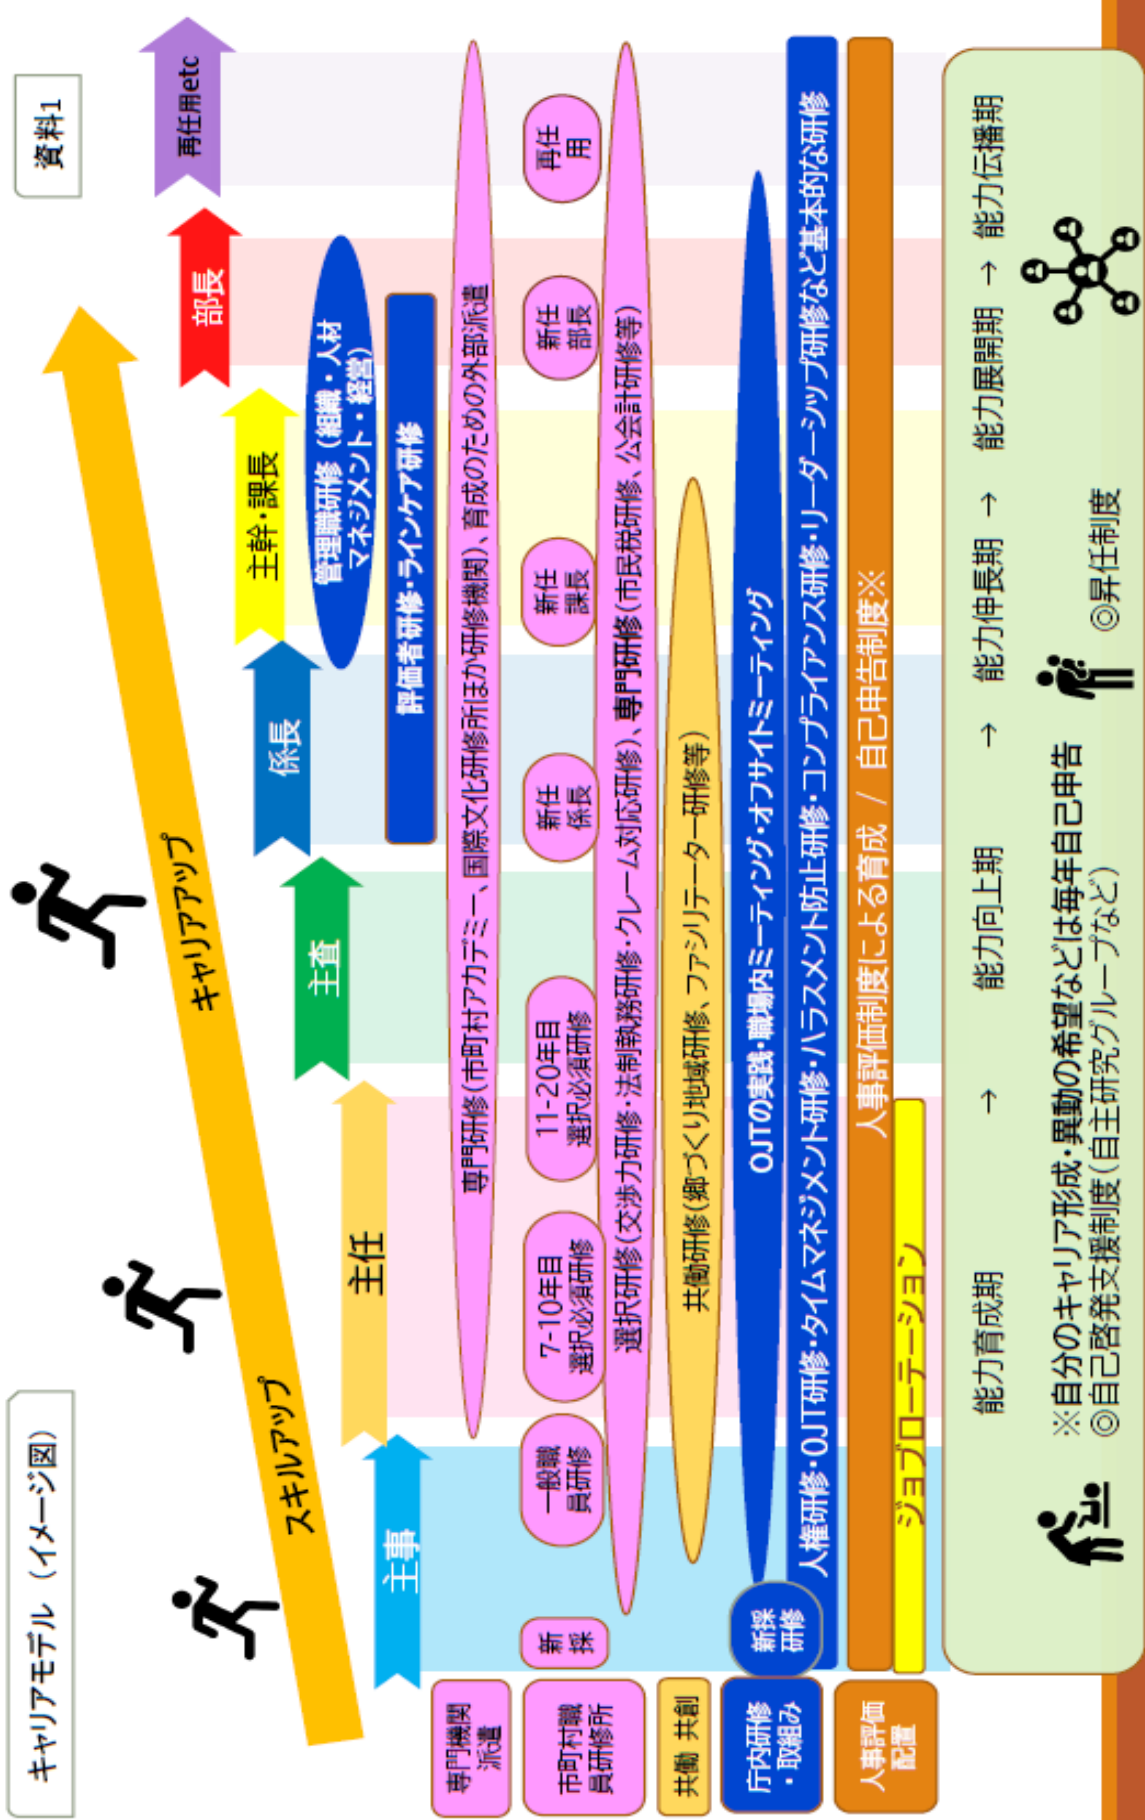 キャリアモデル（イメージ図）
資料1
スキルアップ
キャリアアップ
主事
主任
主査
係長
主幹・課長
部長
再任用etc
管理職研修（組織・人材
マネジメント・経営）
評価者研修・ラインケア研修
専門機関
派遣
専門研修（市町村アカデミー、国際文化研修所ほか研修機関）、育成のための外部派遣
市町村職
員研修所
新
採
一般職
員研修
7-10年目
選択必須研修
11-20年目
選択必須研修
新任
係長
新任
課長
新任
部長
再任
用
選択研修（交渉力研修・法制執務研修・クレーム対応研修）、専門研修（市民税研修、公会計研修等）
共働 共創
共働研修（郷づくり地域研修、ファシリテーター研修等）
庁内研修
・取組み
新採
研修
OJTの実践・職場内ミーティング・オフサイトミーティング
人権研修・OJT研修・タイムマネジメント研修・ハラスメント防止研修・コンプライアンス研修・リーダーシップ研修など基本的な研修
人事評価
配置
人事評価制度による育成 / 自己申告制度※
ジョブローテーション
能力育成期 → 能力向上期 → 能力伸長期 → 能力展開期 → 能力伝播期
※自分のキャリア形成・異動の希望などは毎年自己申告
◎自己啓発支援制度（自主研究グループなど） ◎昇任制度